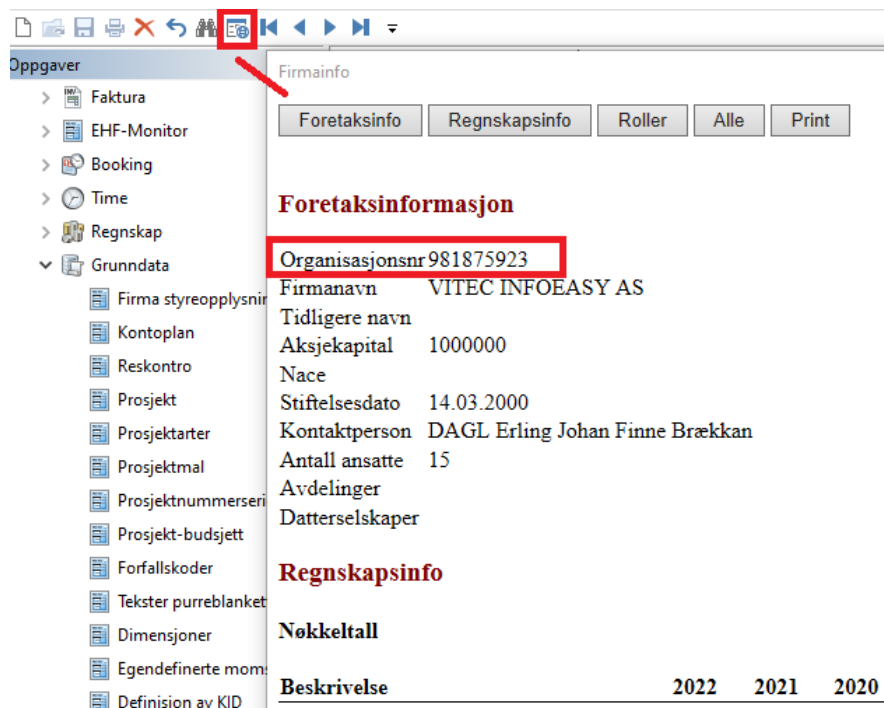 Oppgaver
Faktura
EHF-Monitor
Booking
Time
Regnskap
Grunndata
Firma styreopplysnin
Kontoplan
Reskontro
Prosjekt
Prosjektarter
Prosjektmal
Prosjektnummerseri
Prosjekt-budsjett
Forfallskoder
Tekster purreblankett
Dimensjoner
Egendefinerte moms
Definisjon av KID
Firmainfo
Foretaksinfo Regnskapsinfo Roller Alle Print
Foretaksinformasjon
Organisasjonsnr 981875923
Firmanavn VITEC INFOEASY AS
Tidligere navn
Aksjekapital 1000000
Nace
Stiftelsesdato 14.03.2000
Kontaktperson DAGL Erling Johan Finne Brækkan
Antall ansatte 15
Avdelinger
Datterselskaper
Regnskapsinfo
Nøkkeltall
Beskrivelse 2022 2021 2020